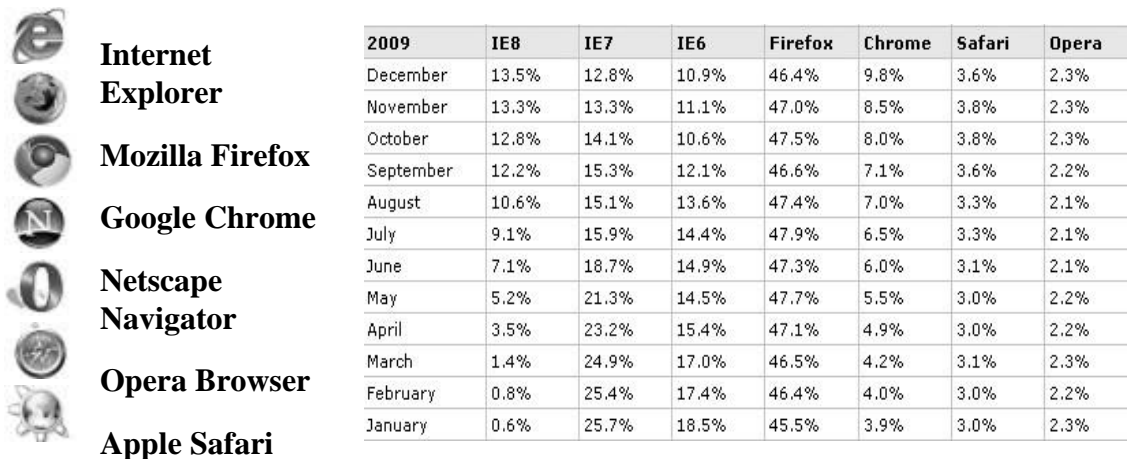 Internet
Explorer
Mozilla Firefox
Google Chrome
Netscape
Navigator
Opera Browser
Apple Safari
2009 IE8 IE7 IE6 Firefox Chrome Safari Opera
December 13.5% 12.8% 10.9% 46.4% 9.8% 3.6% 2.3%
November 13.3% 13.3% 11.1% 47.0% 8.5% 3.8% 2.3%
October 12.8% 14.1% 10.6% 47.5% 8.0% 3.8% 2.3%
September 12.2% 15.3% 12.1% 46.6% 7.1% 3.6% 2.2%
August 10.6% 15.1% 13.6% 47.4% 7.0% 3.3% 2.1%
July 9.1% 15.9% 14.4% 47.9% 6.5% 3.3% 2.1%
June 7.1% 18.7% 14.9% 47.3% 6.0% 3.1% 2.1%
May 5.2% 21.3% 14.5% 47.7% 5.5% 3.0% 2.2%
April 3.5% 23.2% 15.4% 47.1% 4.9% 3.0% 2.2%
March 1.4% 24.9% 17.0% 46.5% 4.2% 3.1% 2.3%
February 0.8% 25.4% 17.4% 46.4% 4.0% 3.0% 2.2%
January 0.6% 25.7% 18.5% 45.5% 3.9% 3.0% 2.3%